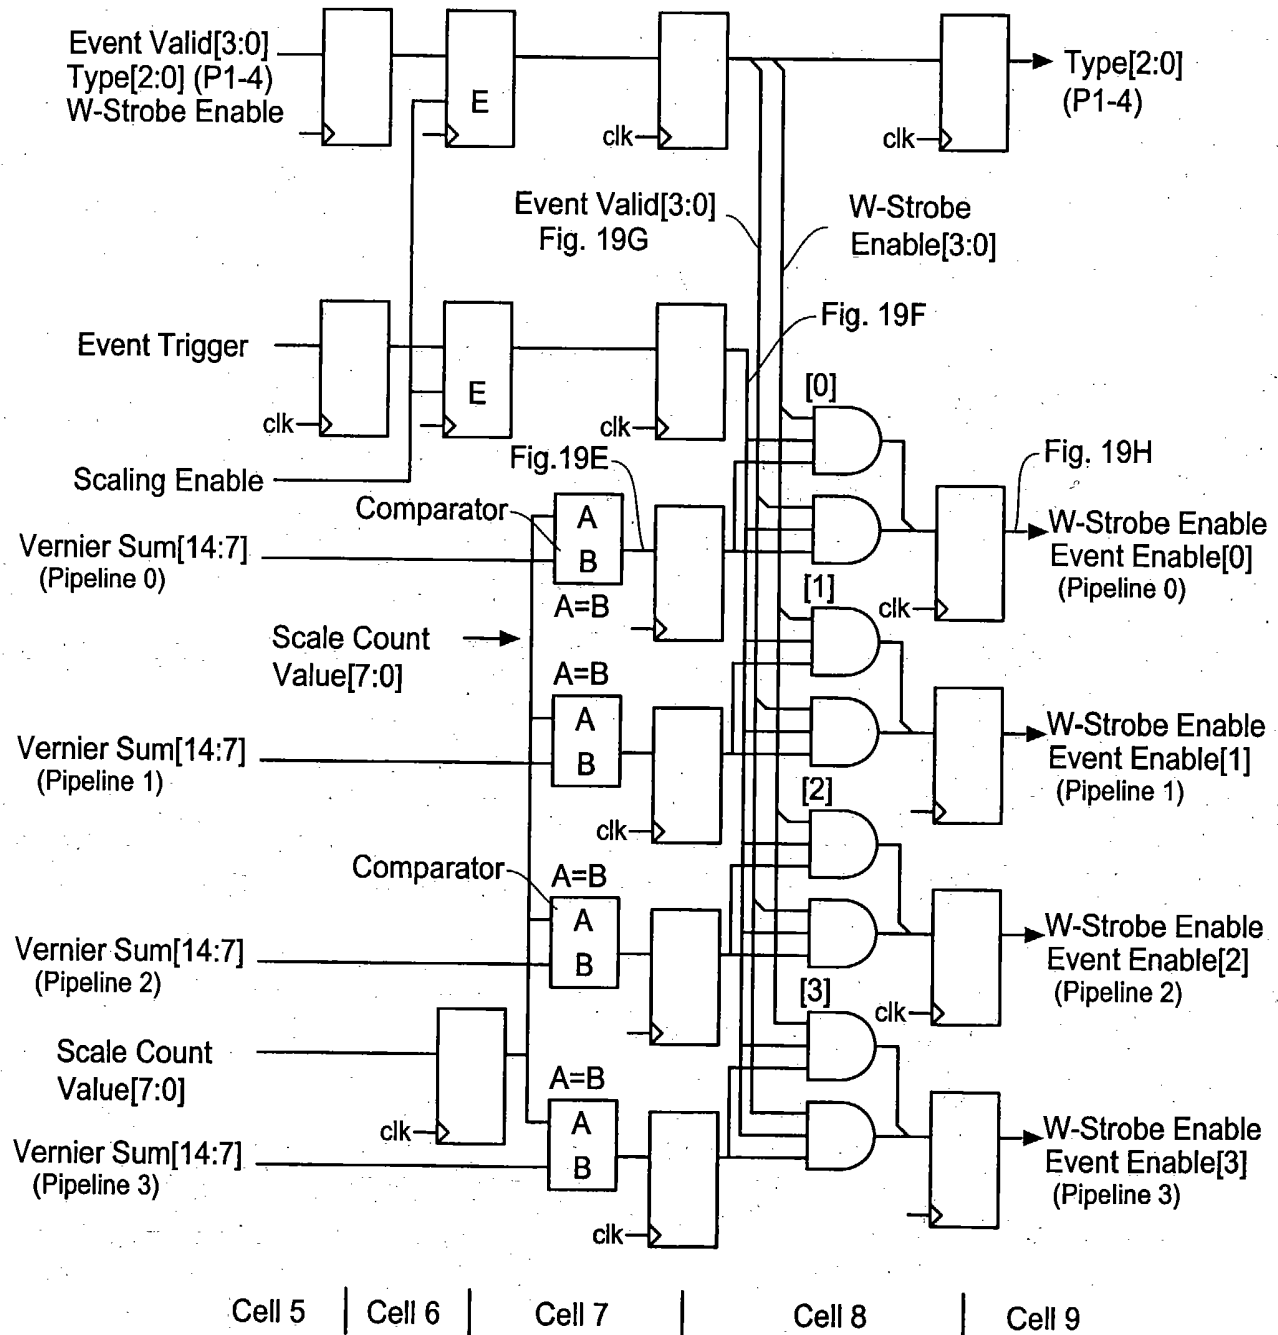 Event Valid[3:0]
Type[2:0] (P1-4)
W-Strobe Enable
E
clk
clk
Type[2:0]
(P1-4)
Event Valid[3:0]
Fig. 19G
W-Strobe
Enable[3:0]
Event Trigger
clk
E
clk
Fig. 19F
[0]
Scaling Enable
Fig.19E
Fig. 19H
Comparator
A
B
A=B
Vernier Sum[14:7]
(Pipeline 0)
W-Strobe Enable
Event Enable[0]
(Pipeline 0)
clk
[1]
Scale Count
Value[7:0]
A=B
A
B
Vernier Sum[14:7]
(Pipeline 1)
clk
W-Strobe Enable
Event Enable[1]
(Pipeline 1)
[2]
Comparator
A=B
A
B
Vernier Sum[14:7]
(Pipeline 2)
W-Strobe Enable
Event Enable[2]
(Pipeline 2)
clk
[3]
Scale Count
Value[7:0]
clk
A=B
A
B
Vernier Sum[14:7]
(Pipeline 3)
clk
W-Strobe Enable
Event Enable[3]
(Pipeline 3)
Cell 5
Cell 6
Cell 7
Cell 8
Cell 9